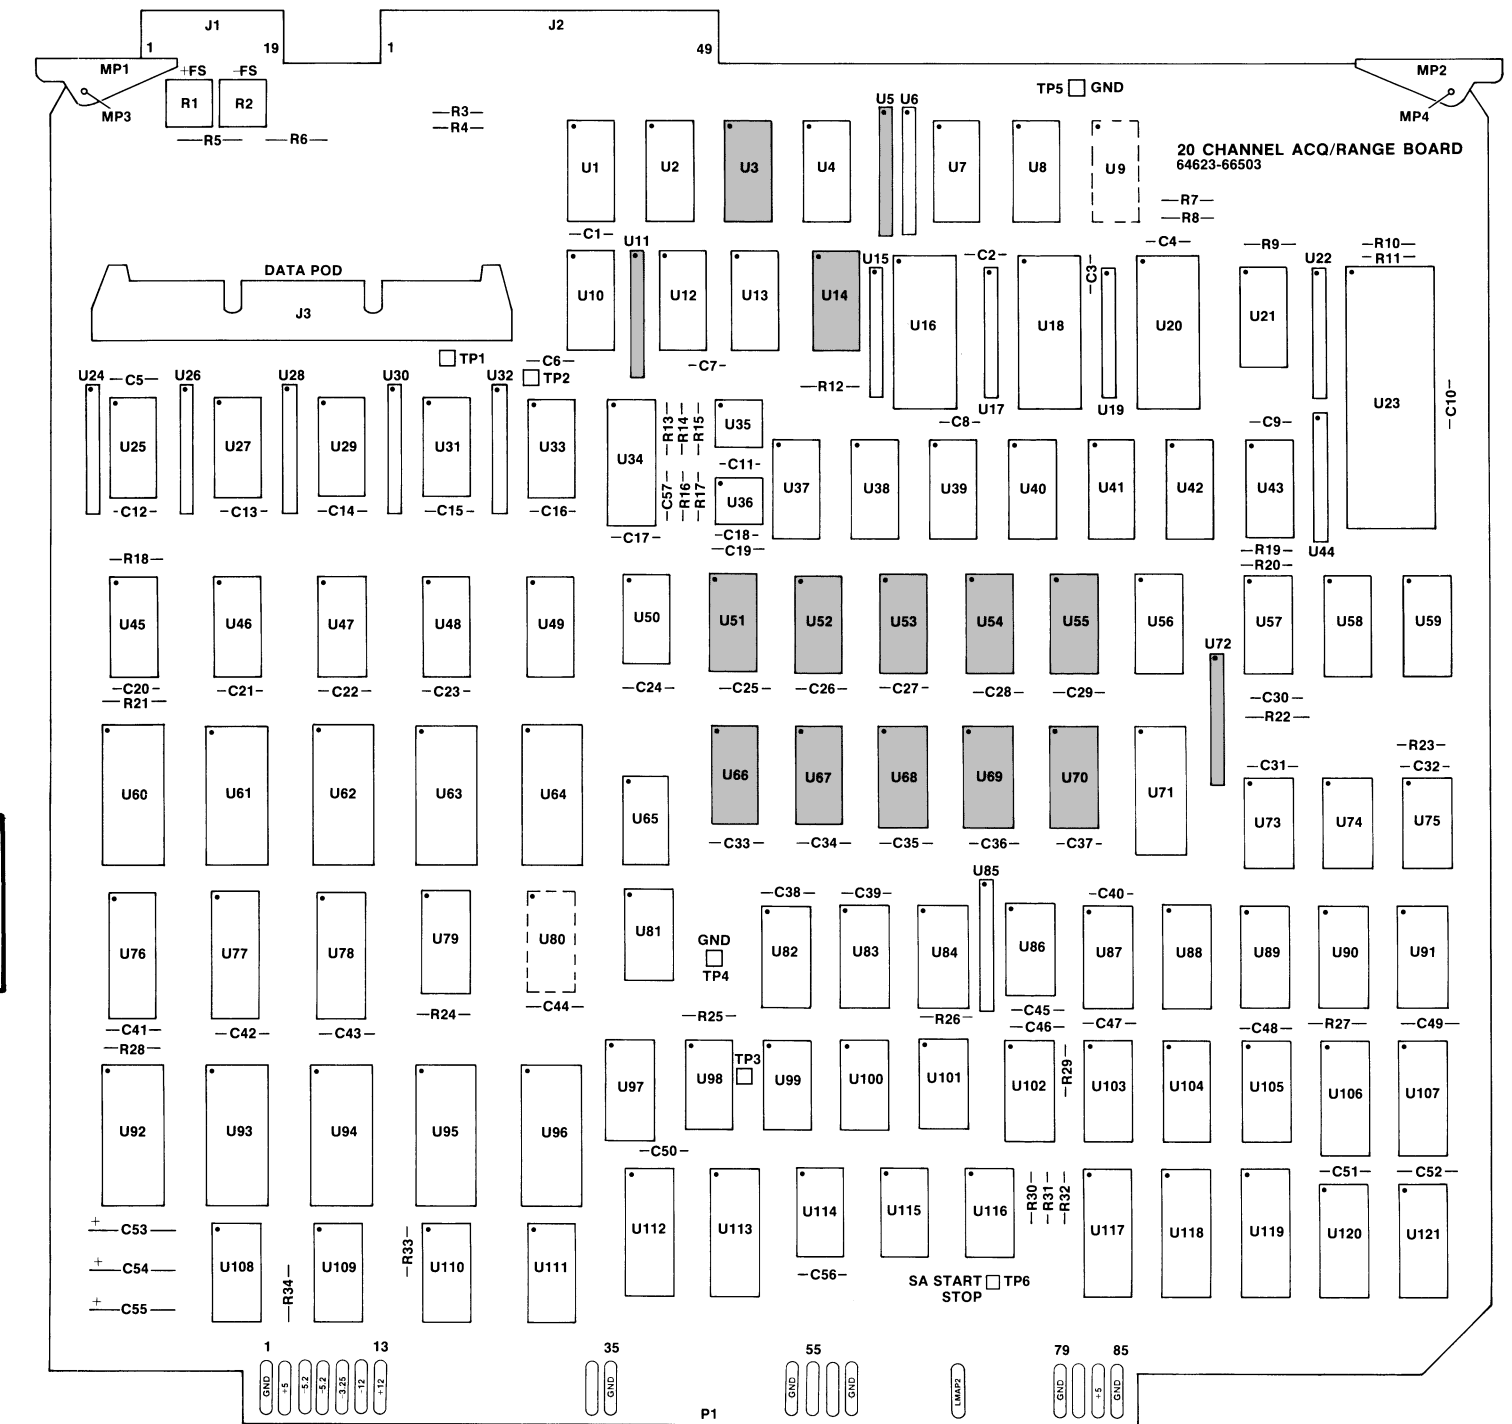 J1 J2
1 19 1 49
MP1 +FS –FS MP2
R1 R2
TP5 GND
MP3 MP4
R3
R4
R5 R6
U5 U6
20 CHANNEL ACQ/RANGE BOARD
64623-66503
U1 U2 U3 U4 U7 U8 U9
R7
R8
C1 U11 C4 R9 R10
U15 C2 C3 U22 R11
DATA POD
J3
U10 U12 U13 U14 U16 U18 U20 U21
TP1 C6 C7
TP2 R12
U24 C5 U26 U28 U30 U32
U17 U19 U23 C10
C8 C9
U25 U27 U29 U31 U33 U34 R13 R14 R15 U35
C11
C57 R16 R17 U36 U37 U38 U39 U40 U41 U42 U43
C12 C13 C14 C15 C16
C17 C18
C19 R19 U44
R18 R20
U45 U46 U47 U48 U49 U50 U51 U52 U53 U54 U55 U56 U57 U58 U59
U72
C20 C21 C22 C23 C24 C25 C26 C27 C28 C29 C30
R21 R22
R23
C31 C32
U60 U61 U62 U63 U64 U65 U66 U67 U68 U69 U70 U71 U73 U74 U75
C33 C34 C35 C36 C37
U85
C38 C39 C40
U76 U77 U78 U79 U80 U81 U82 U83 U84 U86 U87 U88 U89 U90 U91
GND
TP4
C44
R24 R25 R26 C45
C41 C42 C43 C46 C47 C48 R27 C49
R28
TP3
U97 U98 U99 U100 U101 U102 R29 U103 U104 U105 U106 U107
U92 U93 U94 U95 U96
C50
C51 C52
U112 U113 U114 U115 U116 R30 R31 R32 U117 U118 U119 U120 U121
+ C53
+ C54
+ C55
U108 R34 U109 R33 U110 U111
C56
SA START TP6
STOP
1 13 35 55 79 85
GND +5 -5.2 -5.2 -3.25 -12 +12 GND GND GND LMAP2 GND +5 GND
P1